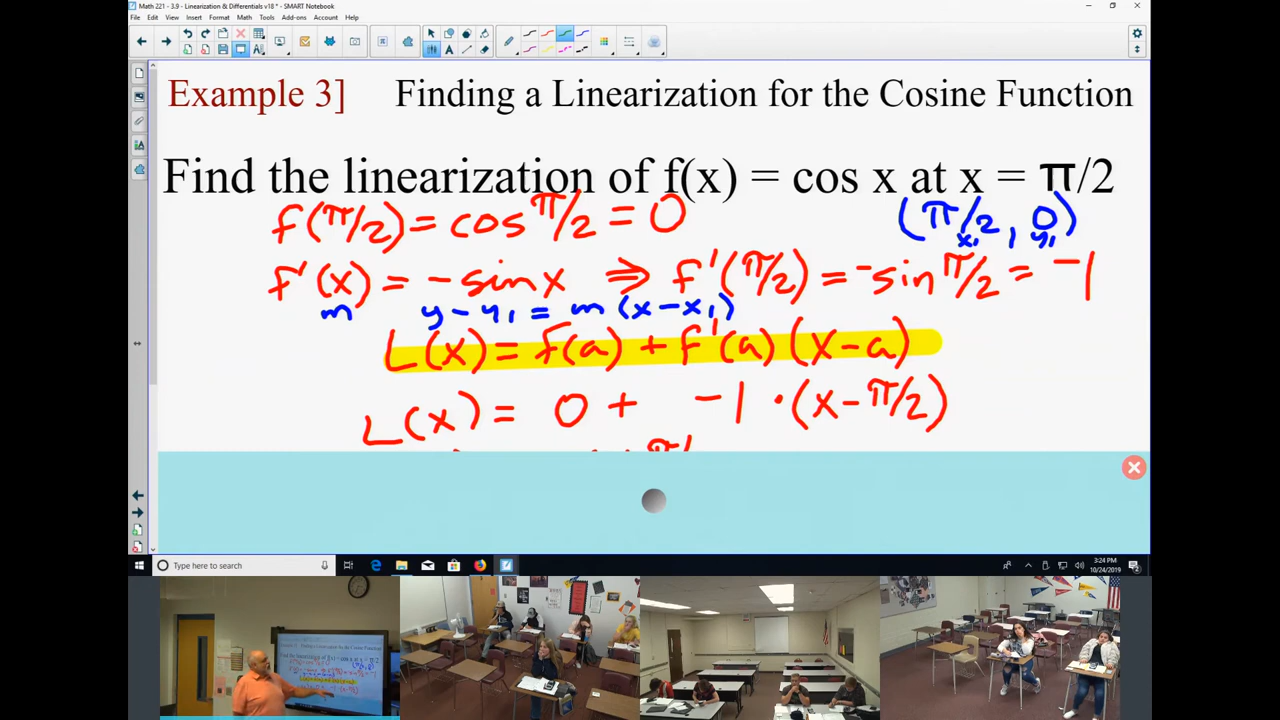 Math 221 - 3.9 - Linearization & Differentials v18 * - SMART Notebook
File Edit View Insert Format Math Tools Add-ons Account Help
Example 3] Finding a Linearization for the Cosine Function
Find the linearization of f(x) = cos x at x = π/2
f(π/2) = cos π/2 = 0 (π/2, 0)
x₁ y₁
f'(x) = -sinx ⇒ f'(π/2) = -sin π/2 = -1
m y - y₁ = m (x - x₁)
L(x) = f(a) + f'(a) (x-a)
L(x) = 0 + -1 · (x - π/2)
Type here to search
3:24 PM
10/24/2019